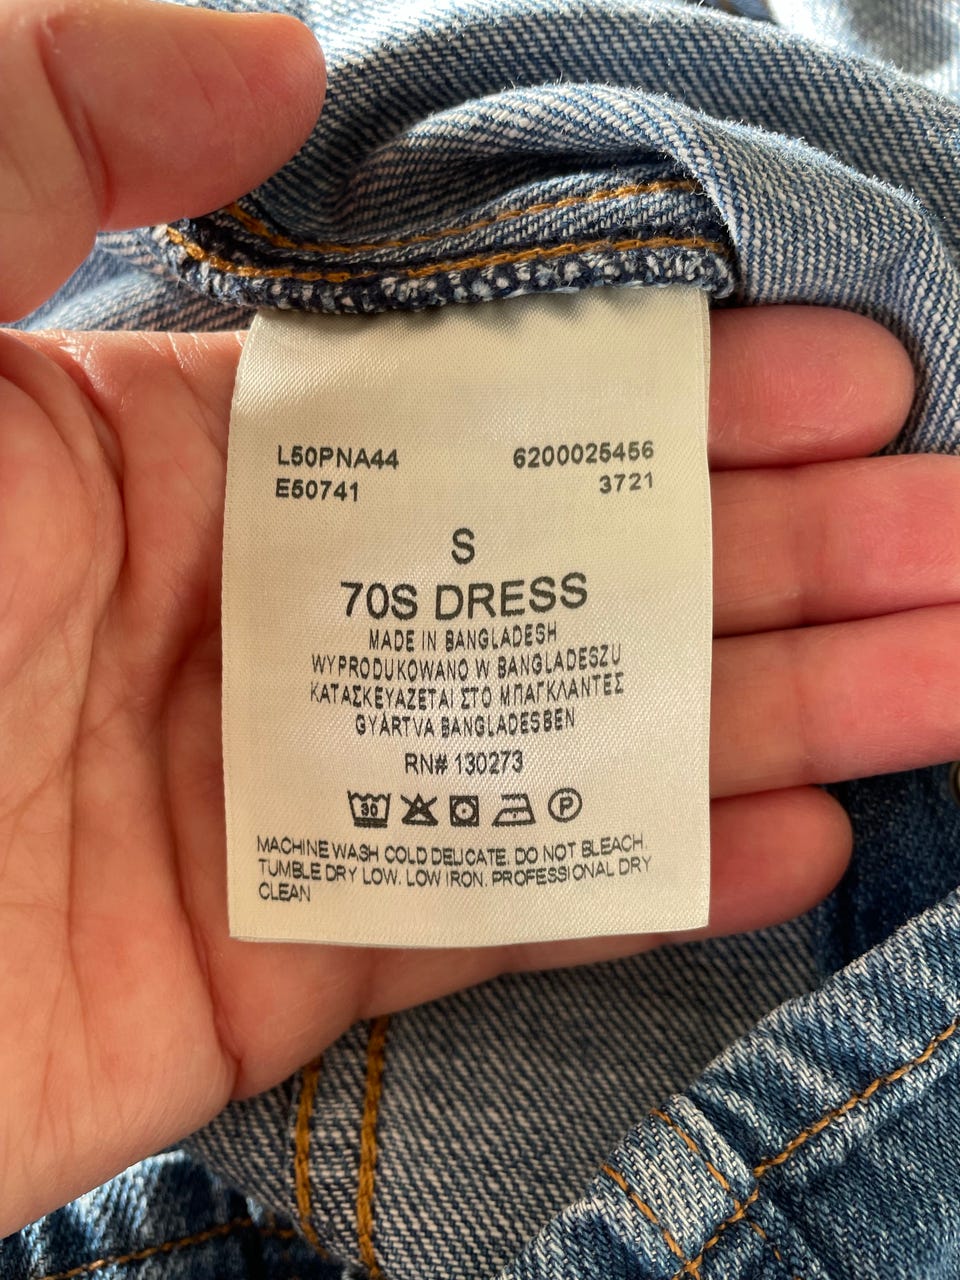 L50PNA44 6200025456
E50741 3721
S
70S DRESS
MADE IN BANGLADESH
WYPRODUKOWANO W BANGLADESZU
ΚΑΤΑΣΚΕΥΑΖΕΤΑΙ ΣΤΟ ΜΠΑΓΚΛΑΝΤΕΣ
GYÁRTVA BANGLADESBEN
RN# 130273
30 P
MACHINE WASH COLD DELICATE. DO NOT BLEACH.
TUMBLE DRY LOW. LOW IRON. PROFESSIONAL DRY
CLEAN